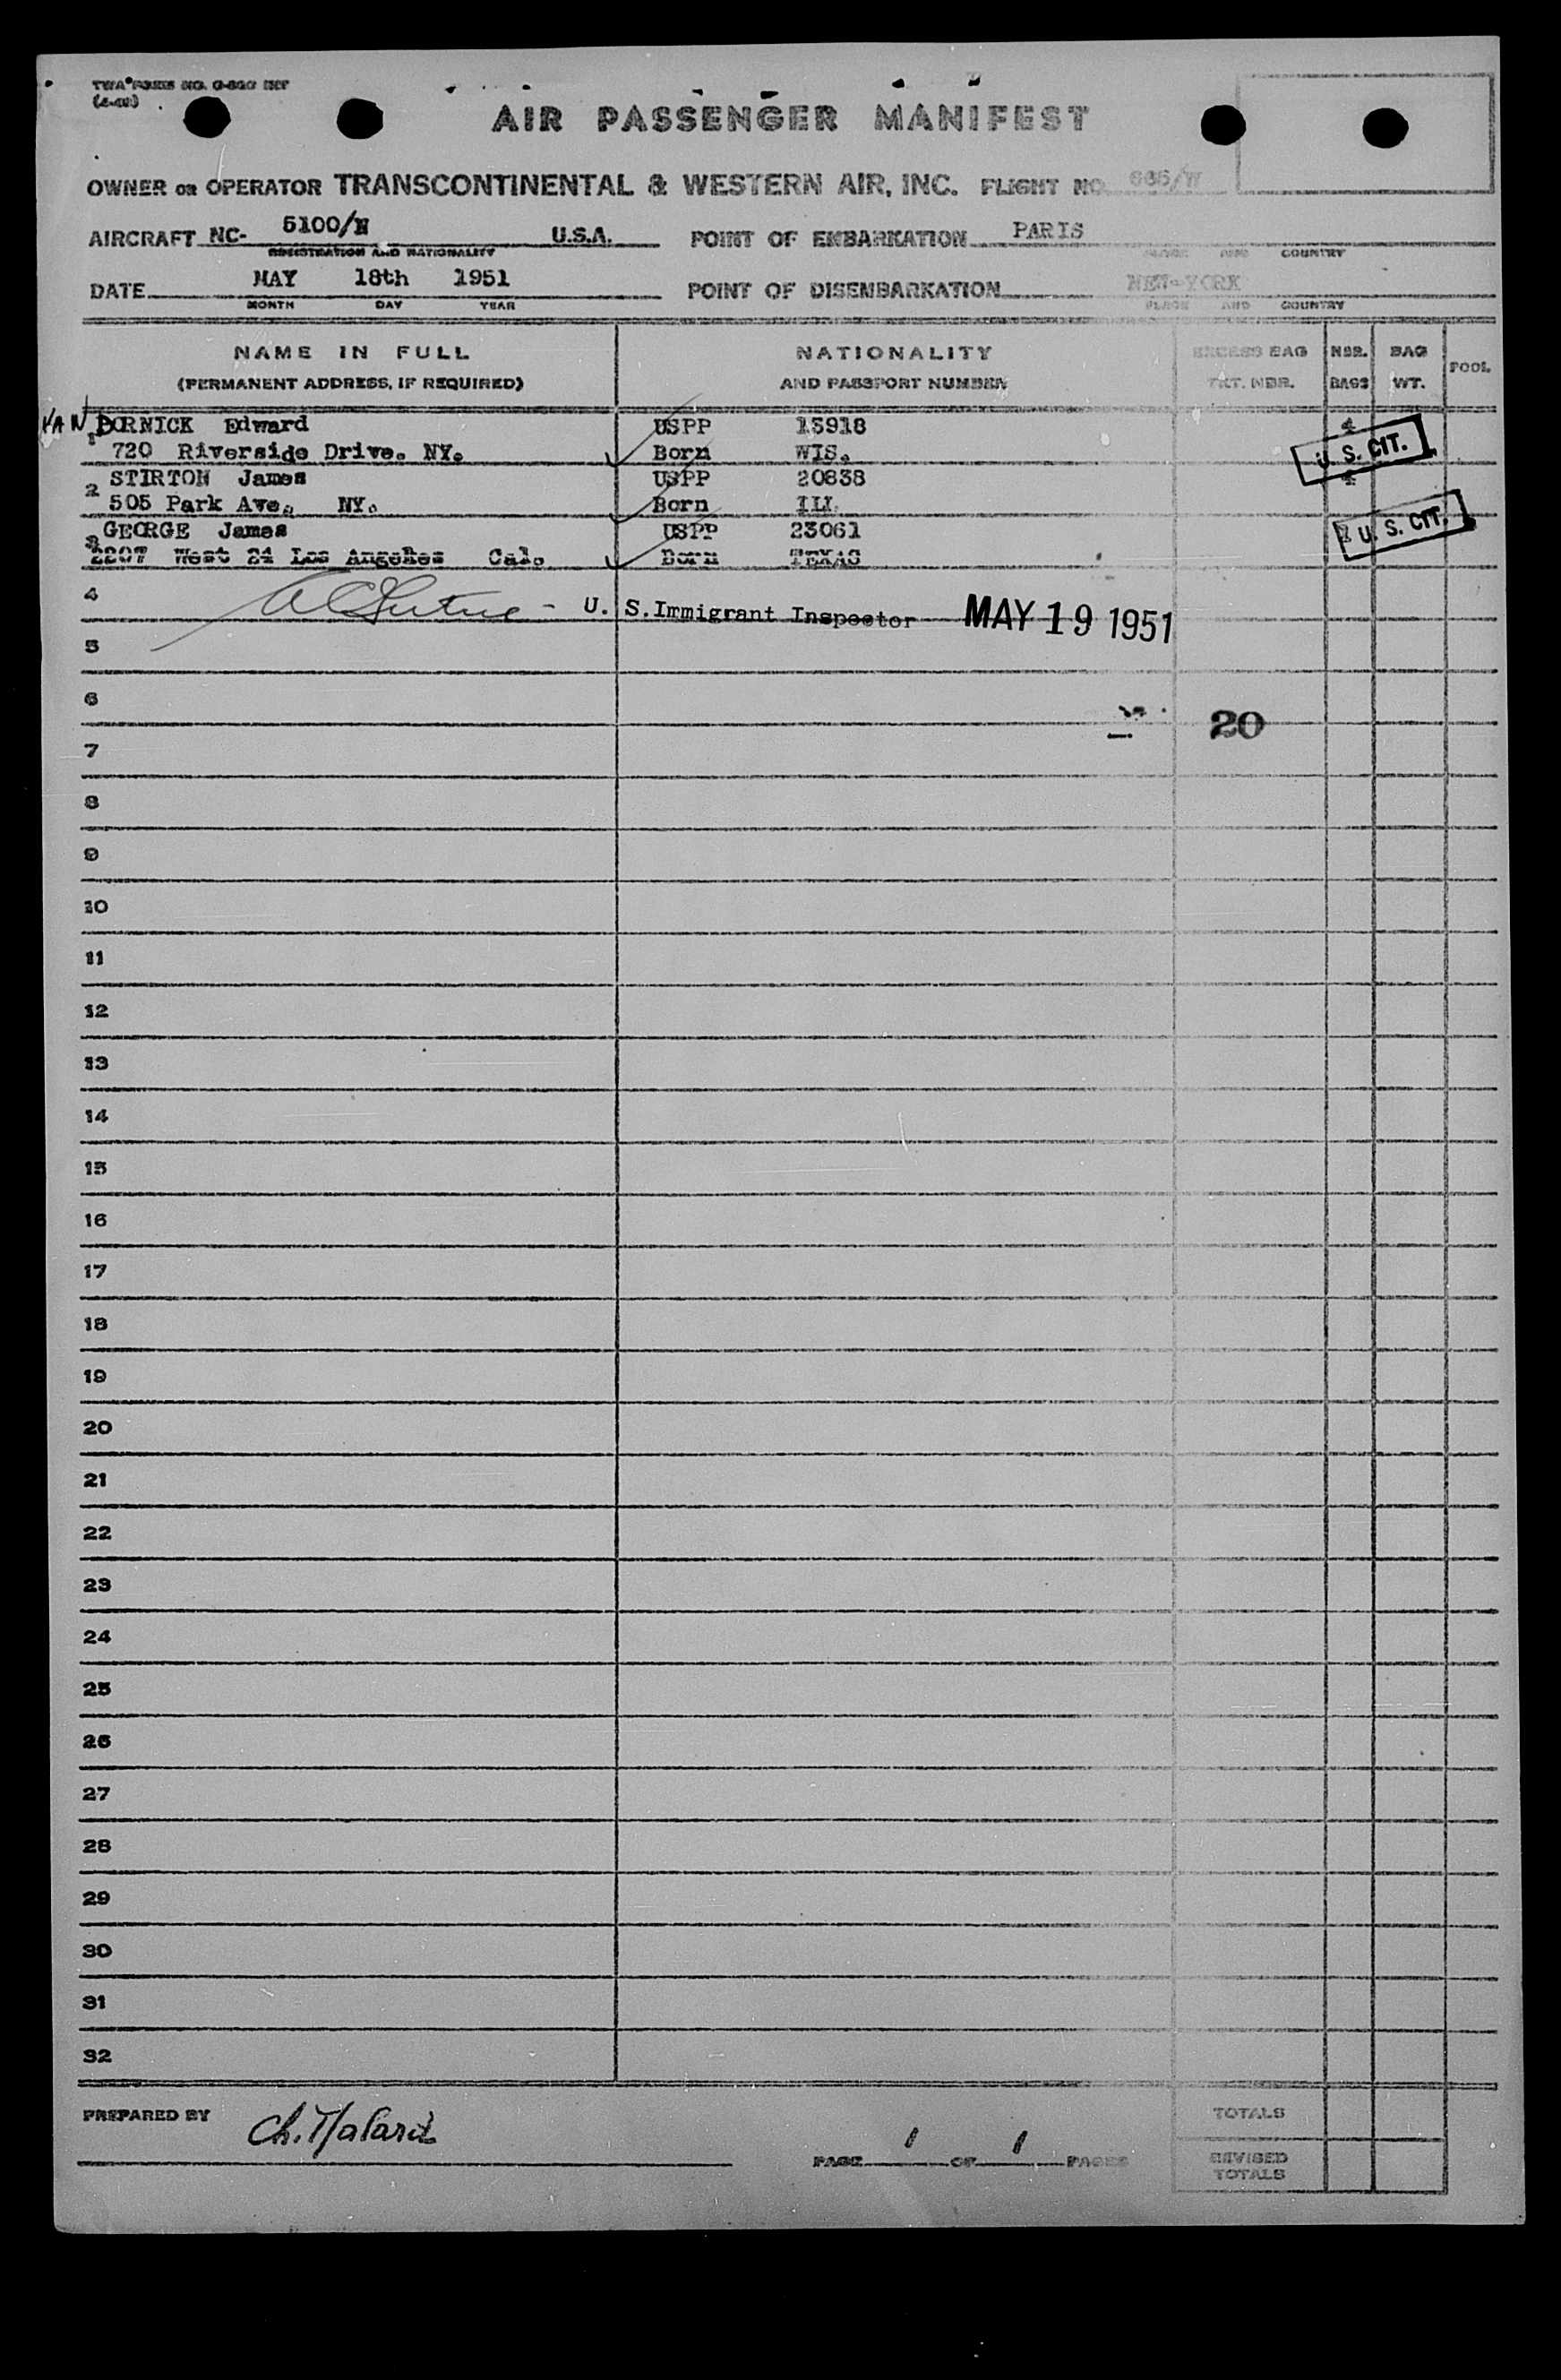 AIR PASSENGER MANIFEST
OWNER OR OPERATOR TRANSCONTINENTAL & WESTERN AIR, INC. FLIGHT NO.
AIRCRAFT NC- 5100/N U.S.A. POINT OF EMBARKATION PARIS
REGISTRATION AND NATIONALITY PLACE AND COUNTRY
DATE MAY 18th 1951 POINT OF DISEMBARKATION NEW-YORK
MONTH DAY YEAR PLACE AND COUNTRY
NAME IN FULL NATIONALITY EXCESS BAG NBR. BAG POOL
(PERMANENT ADDRESS, IF REQUIRED) AND PASSPORT NUMBER TKT. NBR. BAGS WT.
VAN DORNICK Edward USPP 13918 4
1 720 Riverside Drive. NY. Born WIS. U. S. CIT.
2 STIRTON James USPP 20838 4
505 Park Ave. NY. Born ILL
3 GEORGE James USPP 23061 U. S. CIT.
2207 West 24 Los Angeles Cal. Born TEXAS
4 U. S. Immigrant Inspector MAY 19 1951
5
6
20
7
8
9
10
11
12
13
14
15
16
17
18
19
20
21
22
23
24
25
26
27
28
29
30
31
32
PREPARED BY Ch. TOTALS
PAGE 1 OF 1 PAGES REVISED
TOTALS